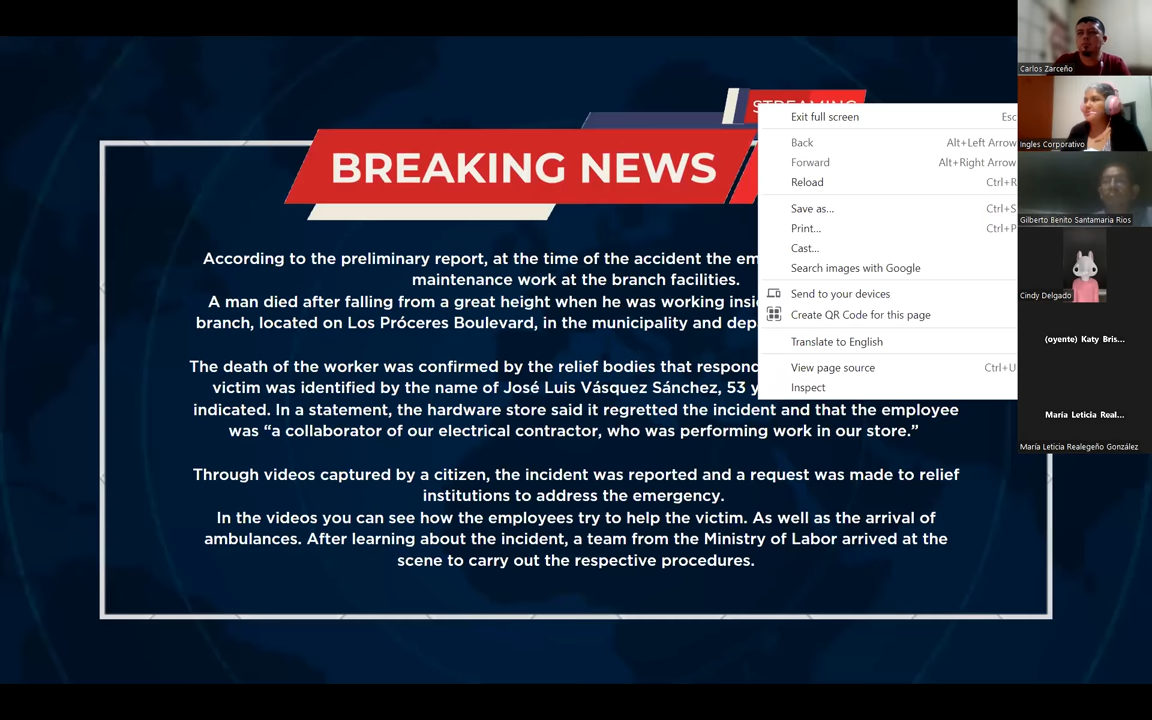 STREAMING
BREAKING NEWS
According to the preliminary report, at the time of the accident the em
maintenance work at the branch facilities.
A man died after falling from a great height when he was working insi
branch, located on Los Próceres Boulevard, in the municipality and dep
The death of the worker was confirmed by the relief bodies that respond
victim was identified by the name of José Luis Vásquez Sánchez, 53 y
indicated. In a statement, the hardware store said it regretted the incident and that the employee
was “a collaborator of our electrical contractor, who was performing work in our store.”
Through videos captured by a citizen, the incident was reported and a request was made to relief
institutions to address the emergency.
In the videos you can see how the employees try to help the victim. As well as the arrival of
ambulances. After learning about the incident, a team from the Ministry of Labor arrived at the
scene to carry out the respective procedures.
Exit full screen Esc
Back Alt+Left Arrow
Forward Alt+Right Arrow
Reload Ctrl+R
Save as... Ctrl+S
Print... Ctrl+P
Cast...
Search images with Google
Send to your devices
Create QR Code for this page
Translate to English
View page source Ctrl+U
Inspect
Carlos Zarceño
Ingles Corporativo
Gilberto Benito Santamaria Rios
Cindy Delgado
(oyente) Katy Bris...
María Leticia Real...
María Leticia Realegeño González